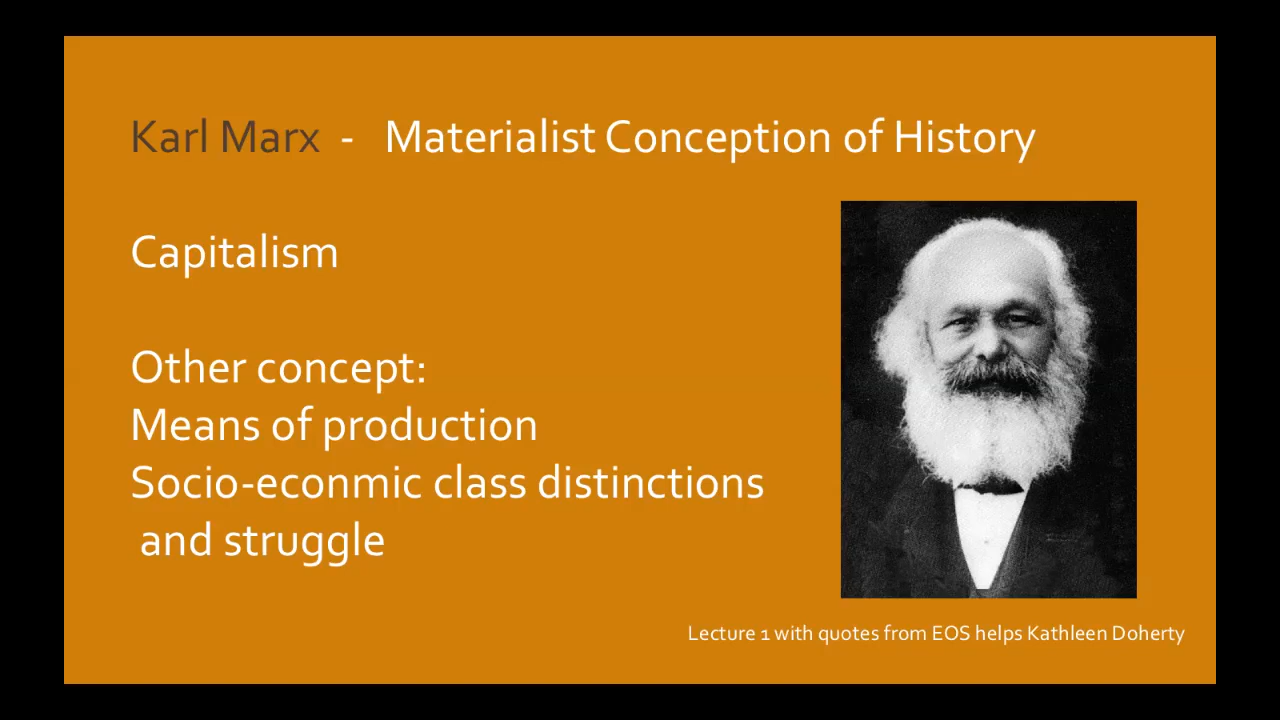 Karl Marx - Materialist Conception of History
Capitalism
Other concept:
Means of production
Socio-econmic class distinctions
and struggle
Lecture 1 with quotes from EOS helps Kathleen Doherty